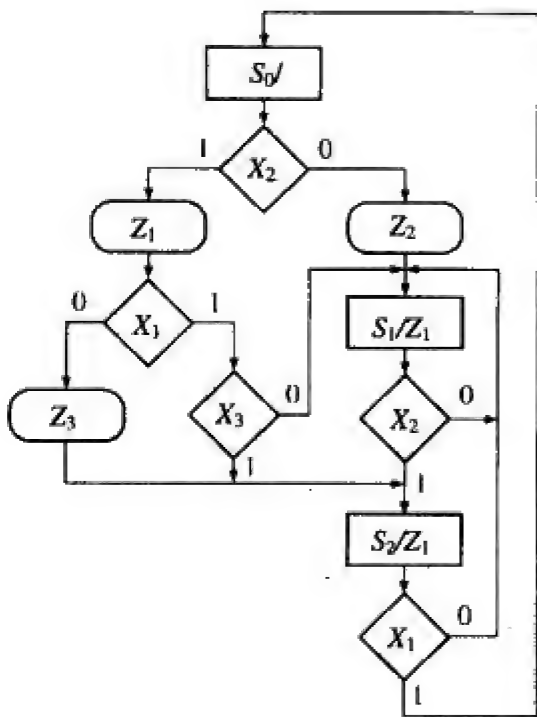 S₀/
1 X₂ 0
Z₁ Z₂
0 X₁ 1 S₁/Z₁
Z₃ X₃ 0 X₂ 0
1 1
S₂/Z₁
X₁ 0
1